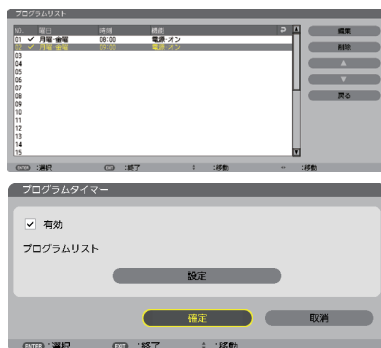 プログラムリスト
NO. 曜日 時刻 機能
01 ✓ 月曜-金曜 08:00 電源-オン
02 ✓ 月曜-金曜 09:00 電源-オン
03
04
05
06
07
08
09
10
11
12
13
14
15
編集
削除
▲
▼
戻る
ENTER :選択 EXIT :終了 :移動 :移動
プログラムタイマー
✓ 有効
プログラムリスト
設定
確定 取消
ENTER :選択 EXIT :終了 :移動